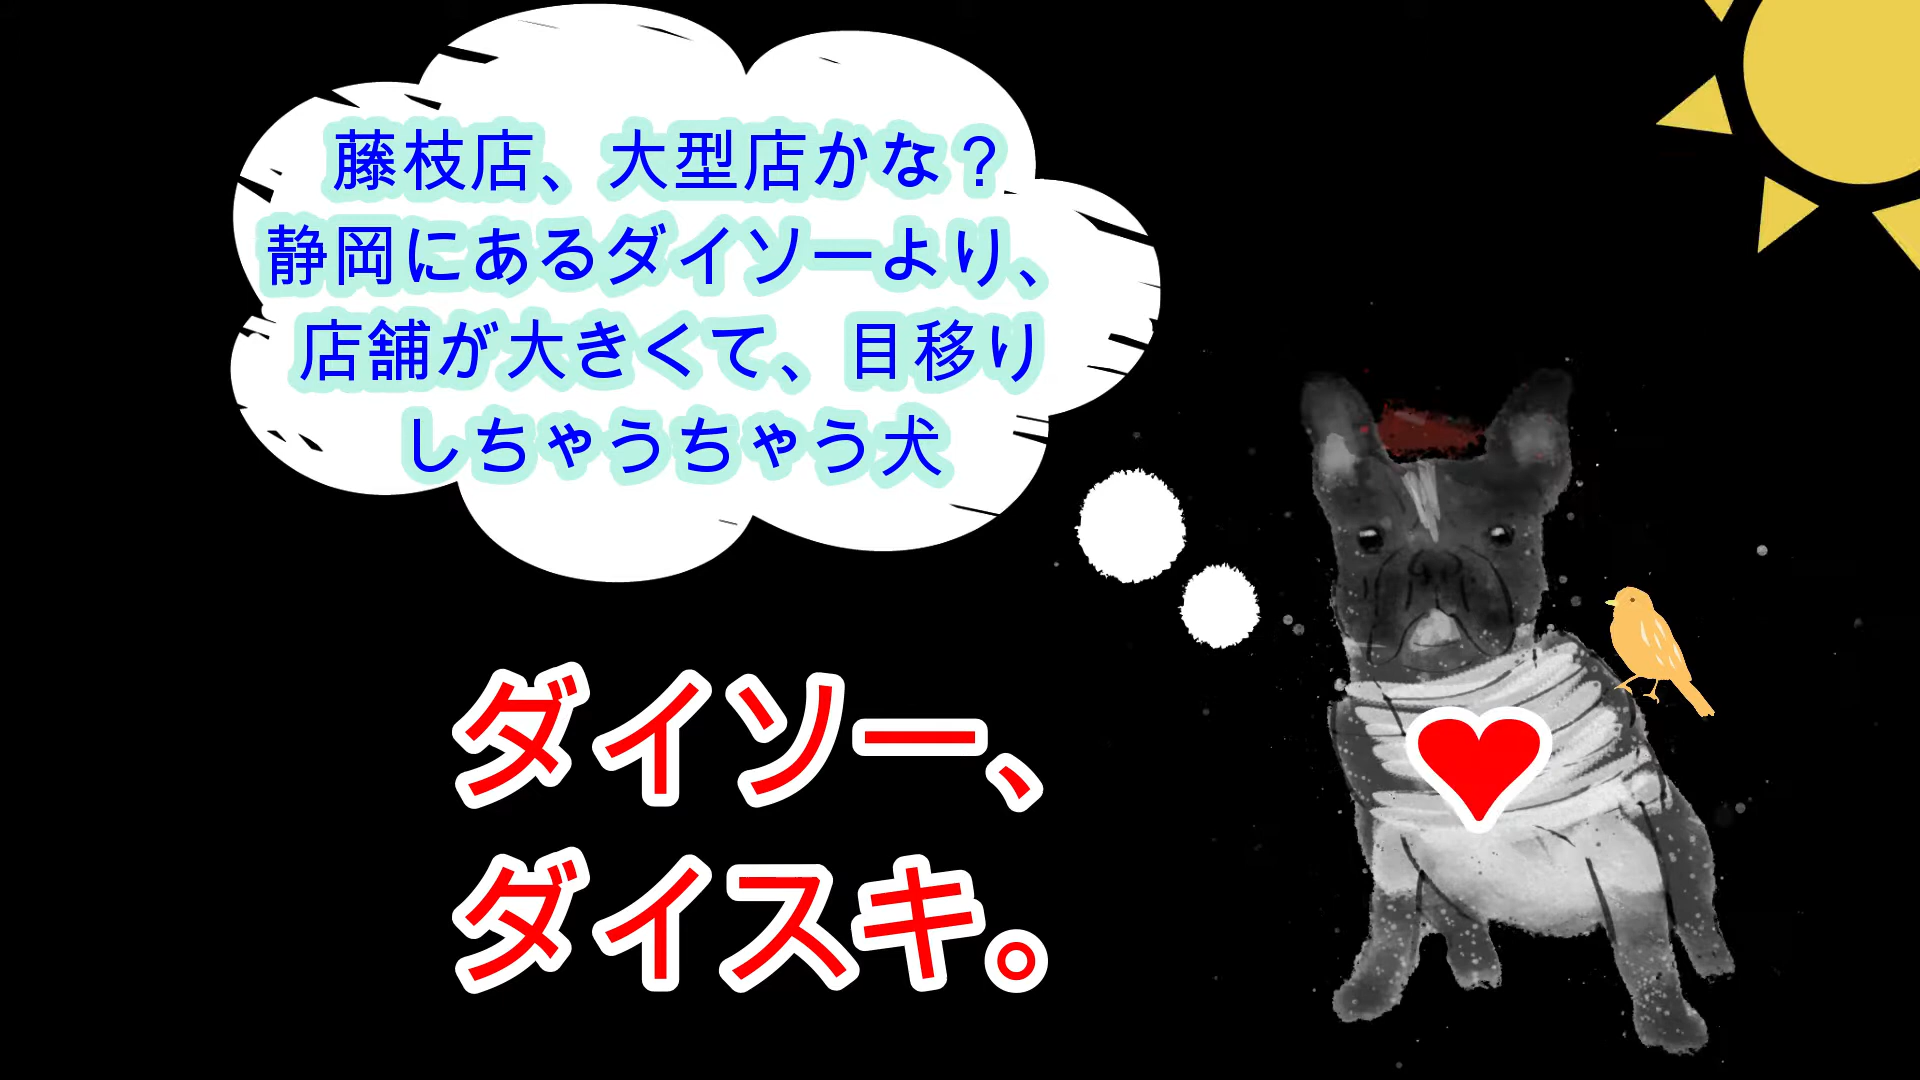 藤枝店、大型店かな？
静岡にあるダイソーより、
店舗が大きくて、目移り
しちゃうちゃう犬
ダイソー、
ダイスキ。